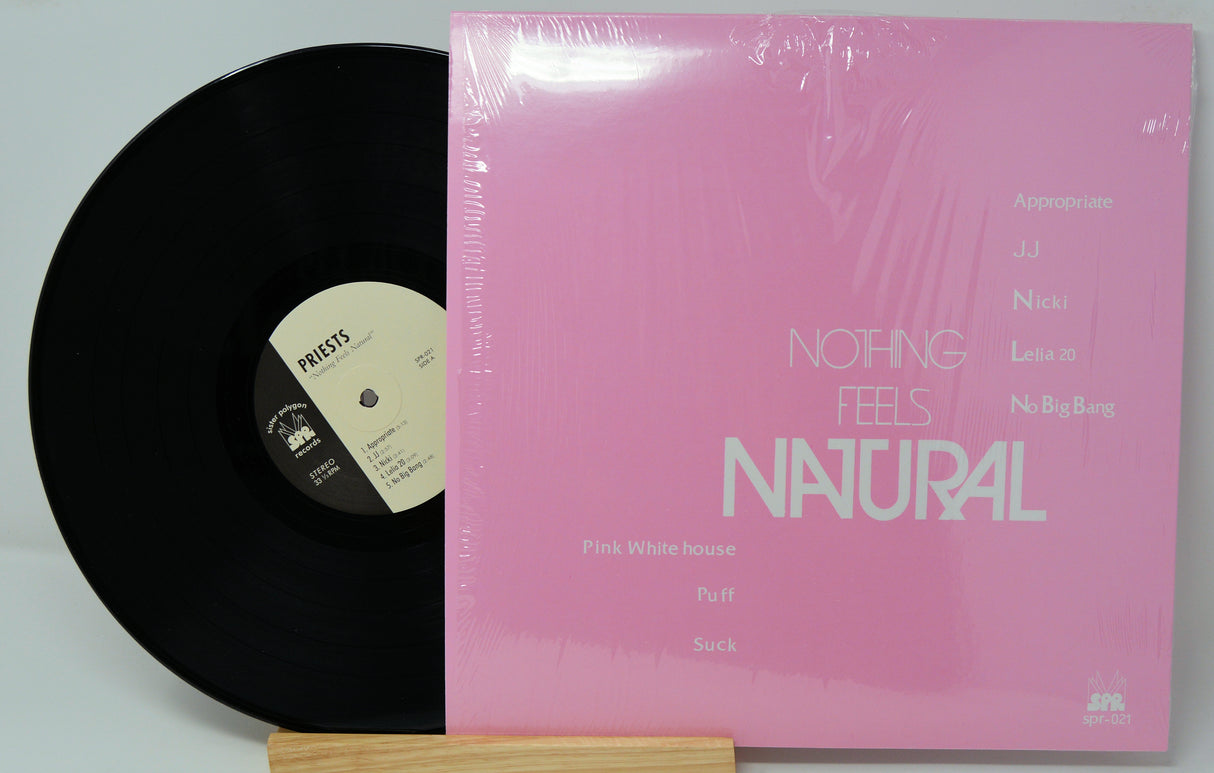 PRIESTS
"Nothing Feels Natural"
SPR-021
SIDE A
sister polygon
SPR
records
STEREO
33 ⅓ RPM
1. Appropriate
2. JJ
3. Nicki
4. Lelia 20
5. No Big Bang
Appropriate
JJ
Nicki
Lelia 20
No Big Bang
NOTHING
FEELS
NATURAL
Pink White house
Puff
Suck
SPR
spr-021